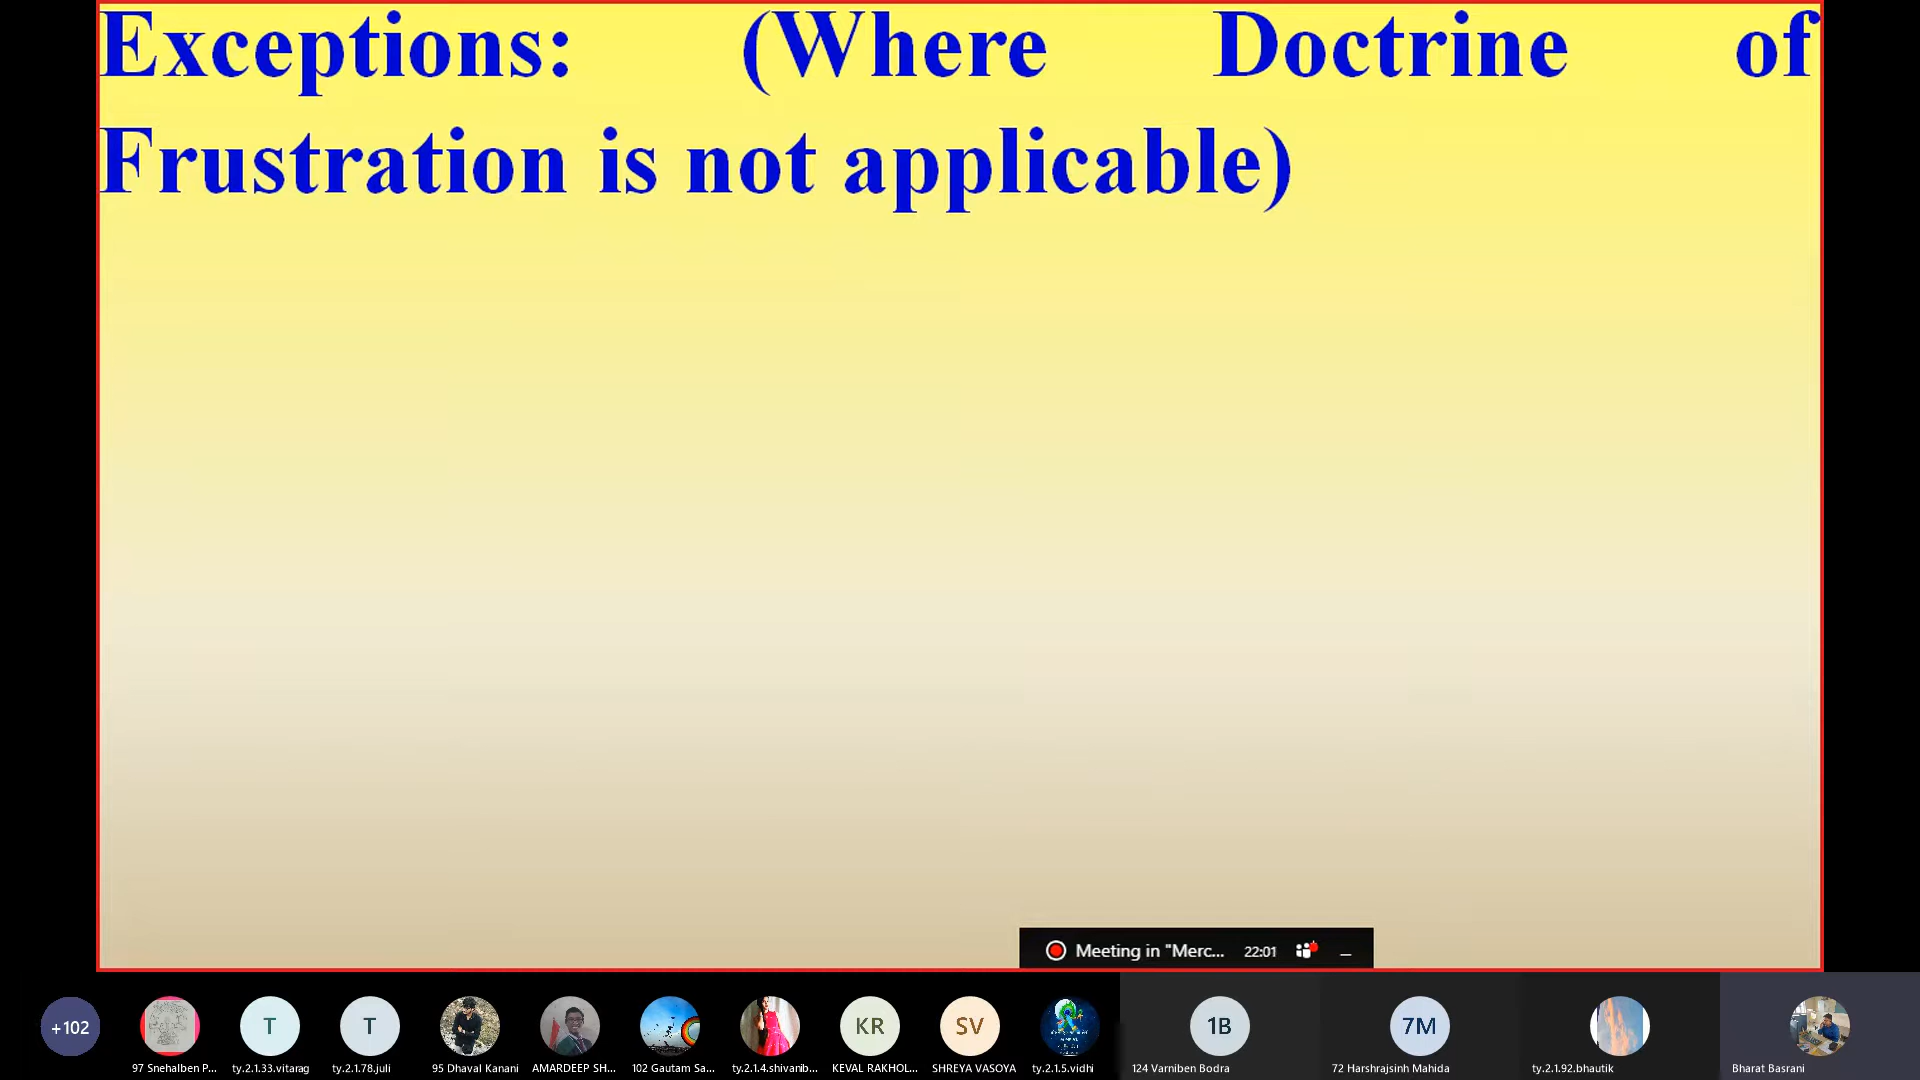 Exceptions: (Where Doctrine of
Frustration is not applicable)
Meeting in "Merc... 22:01
+102
T
T
KR
SV
1B
7M
97 Snehalben P...
ty.2.1.33.vitarag
ty.2.1.78.juli
95 Dhaval Kanani
AMARDEEP SH...
102 Gautam Sa...
ty.2.1.4.shivanib...
KEVAL RAKHOL...
SHREYA VASOYA
ty.2.1.5.vidhi
124 Varniben Bodra
72 Harshrajsinh Mahida
ty.2.1.92.bhautik
Bharat Basrani